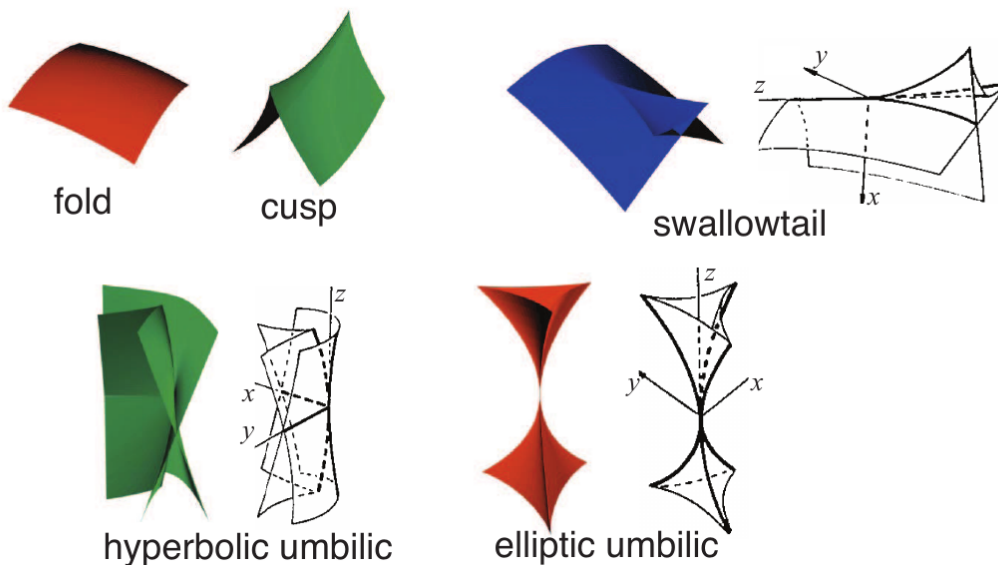 fold
cusp
swallowtail
y
z
x
hyperbolic umbilic
z
x
y
elliptic umbilic
z
y
x